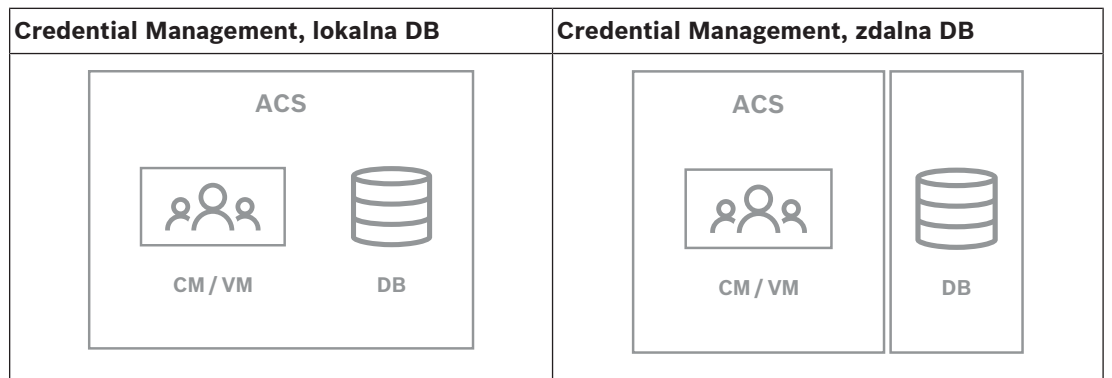 Credential Management, lokalna DB
Credential Management, zdalna DB
ACS
CM / VM
DB
ACS
CM / VM
DB